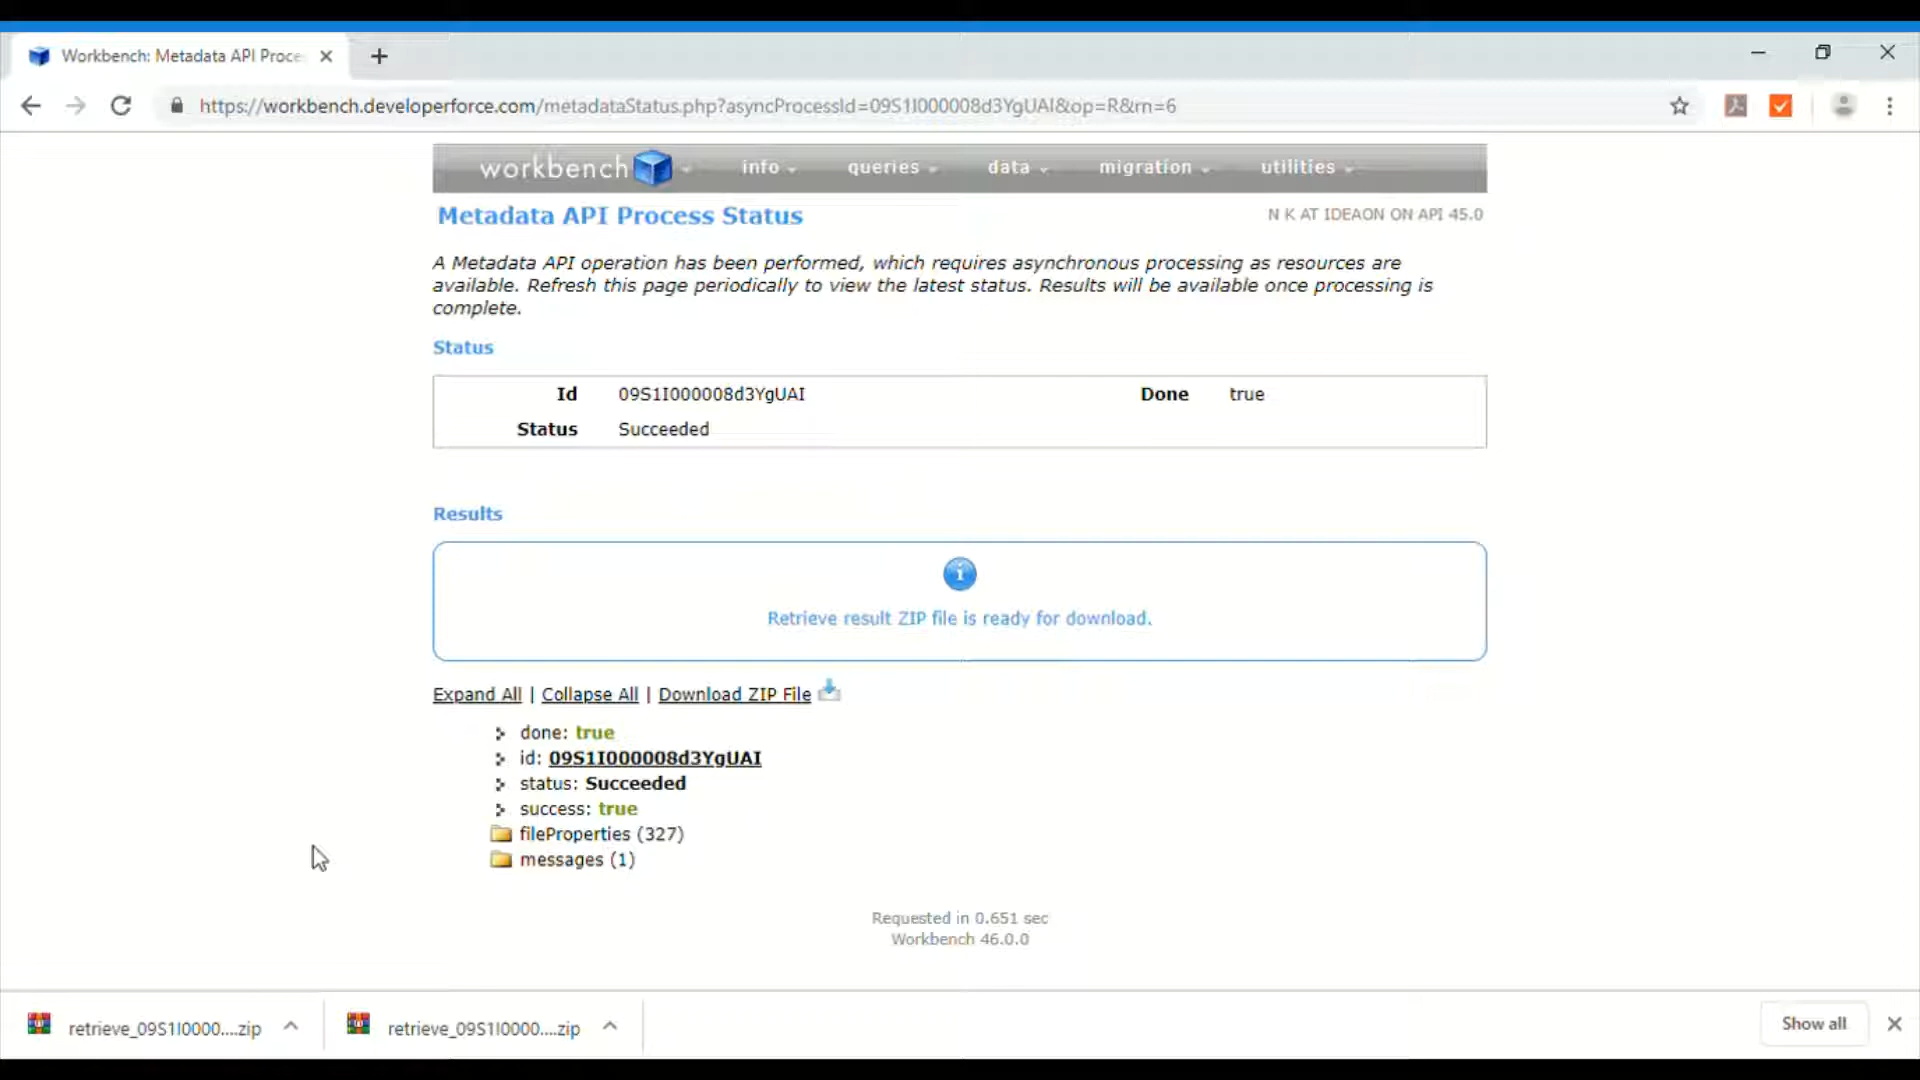 Workbench: Metadata API Proce
https://workbench.developerforce.com/metadataStatus.php?asyncProcessId=09S1I000008d3YgUAI&op=R&rn=6
workbench info queries data migration utilities
Metadata API Process Status
N K AT IDEAON ON API 45.0
A Metadata API operation has been performed, which requires asynchronous processing as resources are
available. Refresh this page periodically to view the latest status. Results will be available once processing is
complete.
Status
Id 09S1I000008d3YgUAI Done true
Status Succeeded
Results
Retrieve result ZIP file is ready for download.
Expand All | Collapse All | Download ZIP File
done: true
id: 09S1I000008d3YgUAI
status: Succeeded
success: true
fileProperties (327)
messages (1)
Requested in 0.651 sec
Workbench 46.0.0
retrieve_09S1I0000....zip retrieve_09S1I0000....zip Show all